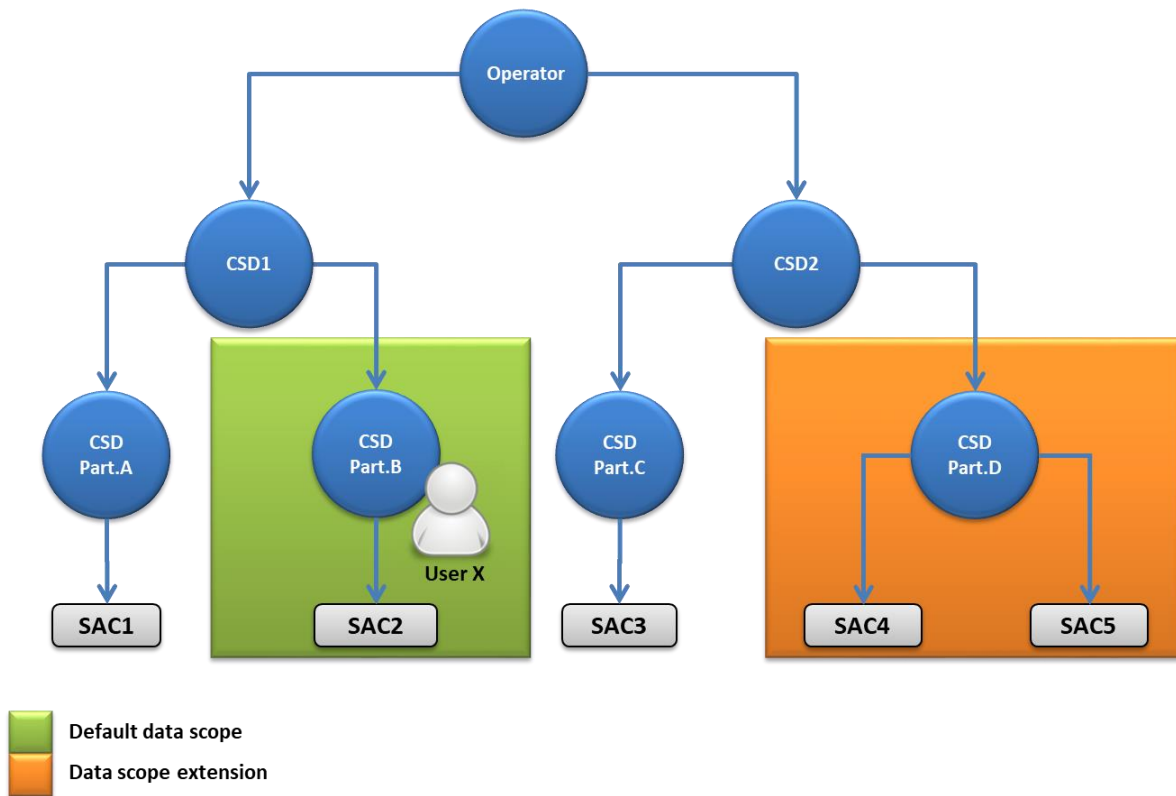 Operator
CSD1
CSD2
CSD
Part.A
CSD
Part.B
CSD
Part.C
CSD
Part.D
User X
SAC1
SAC2
SAC3
SAC4
SAC5
Default data scope
Data scope extension